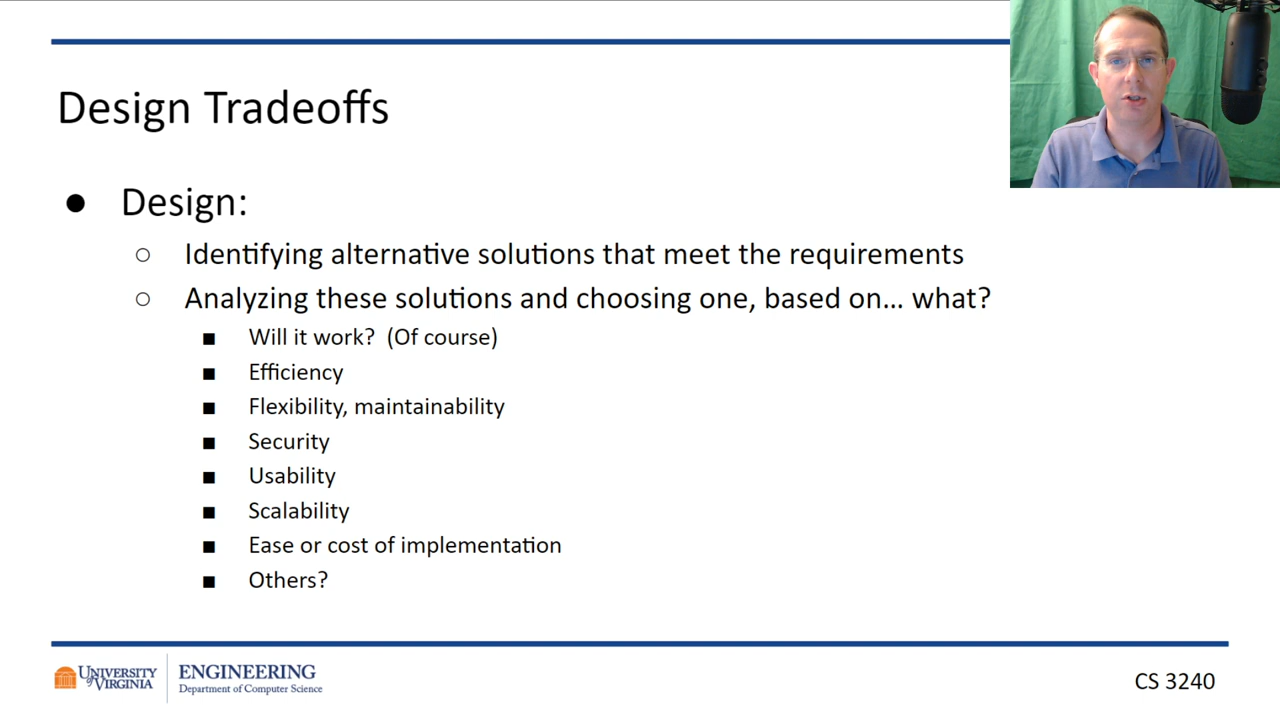 Design Tradeoffs
● Design:
○ Identifying alternative solutions that meet the requirements
○ Analyzing these solutions and choosing one, based on... what?
■ Will it work? (Of course)
■ Efficiency
■ Flexibility, maintainability
■ Security
■ Usability
■ Scalability
■ Ease or cost of implementation
■ Others?
UNIVERSITY of VIRGINIA
ENGINEERING
Department of Computer Science
CS 3240